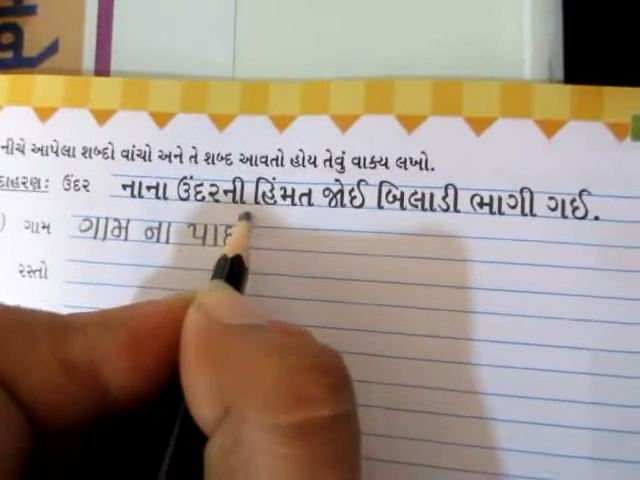 નીચે આપેલા શબ્દો વાંચો અને તે શબ્દ આવતો હોય તેવું વાક્ય લખો.
દાહરણ: ઉંદર નાના ઉંદરની હિંમત જોઈ બિલાડી ભાગી ગઈ.
) ગામ ગામ ના
રસ્તો